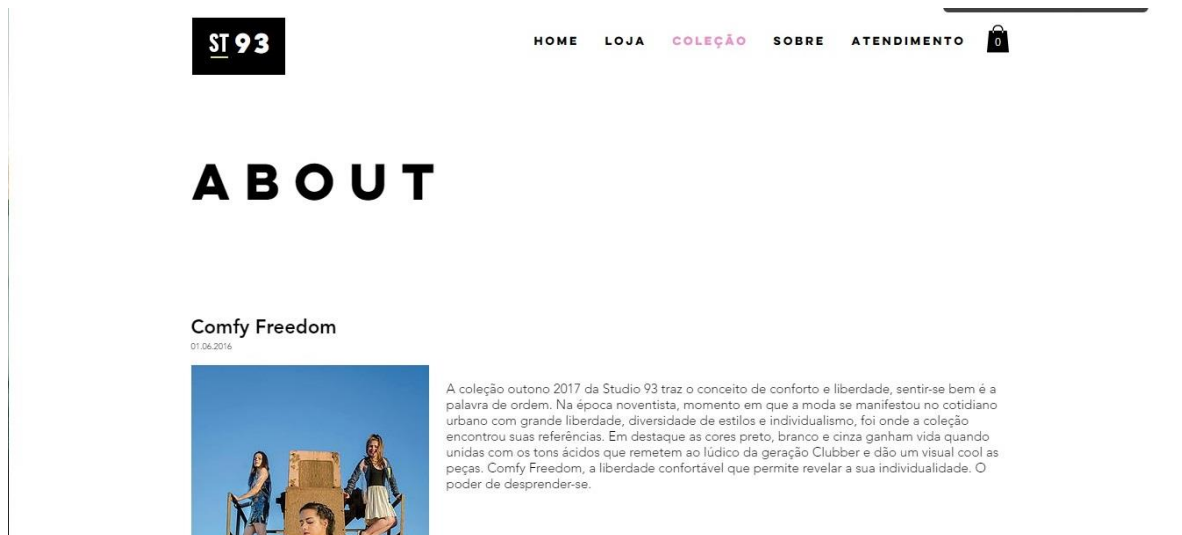 ST 93
HOME LOJA COLEÇÃO SOBRE ATENDIMENTO 0
ABOUT
Comfy Freedom
01.06.2016
A coleção outono 2017 da Studio 93 traz o conceito de conforto e liberdade, sentir-se bem é a
palavra de ordem. Na época noventista, momento em que a moda se manifestou no cotidiano
urbano com grande liberdade, diversidade de estilos e individualismo, foi onde a coleção
encontrou suas referências. Em destaque as cores preto, branco e cinza ganham vida quando
unidas com os tons ácidos que remetem ao lúdico da geração Clubber e dão um visual cool as
peças. Comfy Freedom, a liberdade confortável que permite revelar a sua individualidade. O
poder de desprender-se.